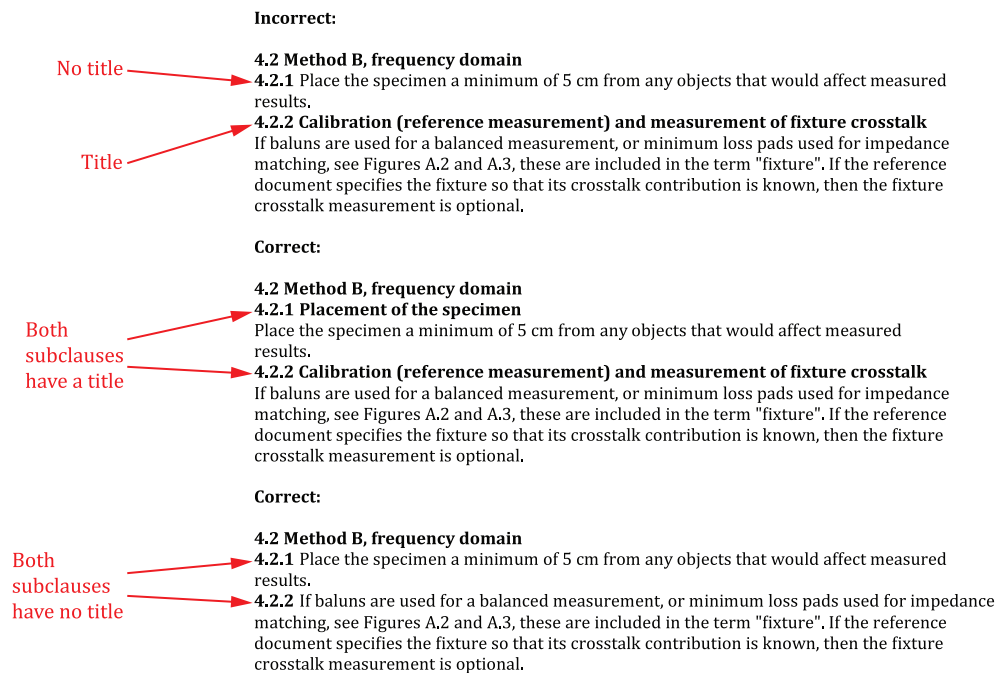 Incorrect:
4.2 Method B, frequency domain
No title
4.2.1 Place the specimen a minimum of 5 cm from any objects that would affect measured
results.
Title
4.2.2 Calibration (reference measurement) and measurement of fixture crosstalk
If baluns are used for a balanced measurement, or minimum loss pads used for impedance
matching, see Figures A.2 and A.3, these are included in the term "fixture". If the reference
document specifies the fixture so that its crosstalk contribution is known, then the fixture
crosstalk measurement is optional.
Correct:
4.2 Method B, frequency domain
Both
subclauses
have a title
4.2.1 Placement of the specimen
Place the specimen a minimum of 5 cm from any objects that would affect measured
results.
4.2.2 Calibration (reference measurement) and measurement of fixture crosstalk
If baluns are used for a balanced measurement, or minimum loss pads used for impedance
matching, see Figures A.2 and A.3, these are included in the term "fixture". If the reference
document specifies the fixture so that its crosstalk contribution is known, then the fixture
crosstalk measurement is optional.
Correct:
4.2 Method B, frequency domain
Both
subclauses
have no title
4.2.1 Place the specimen a minimum of 5 cm from any objects that would affect measured
results.
4.2.2 If baluns are used for a balanced measurement, or minimum loss pads used for impedance
matching, see Figures A.2 and A.3, these are included in the term "fixture". If the reference
document specifies the fixture so that its crosstalk contribution is known, then the fixture
crosstalk measurement is optional.